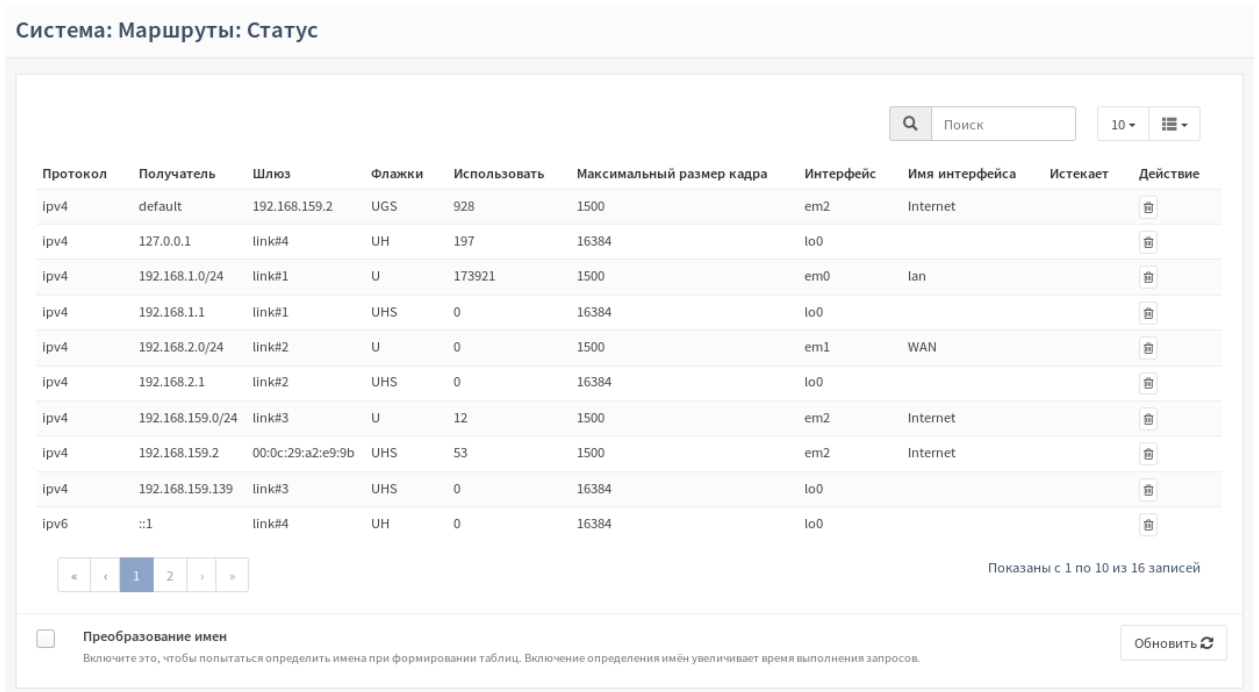 Система: Маршруты: Статус
Поиск
10
Протокол Получатель Шлюз Флажки Использовать Максимальный размер кадра Интерфейс Имя интерфейса Истекает Действие
ipv4 default 192.168.159.2 UGS 928 1500 em2 Internet
ipv4 127.0.0.1 link#4 UH 197 16384 lo0
ipv4 192.168.1.0/24 link#1 U 173921 1500 em0 lan
ipv4 192.168.1.1 link#1 UHS 0 16384 lo0
ipv4 192.168.2.0/24 link#2 U 0 1500 em1 WAN
ipv4 192.168.2.1 link#2 UHS 0 16384 lo0
ipv4 192.168.159.0/24 link#3 U 12 1500 em2 Internet
ipv4 192.168.159.2 00:0c:29:a2:e9:9b UHS 53 1500 em2 Internet
ipv4 192.168.159.139 link#3 UHS 0 16384 lo0
ipv6 ::1 link#4 UH 0 16384 lo0
« ‹ 1 2 › »
Показаны с 1 по 10 из 16 записей
Преобразование имен
Включите это, чтобы попытаться определить имена при формировании таблиц. Включение определения имён увеличивает время выполнения запросов.
Обновить